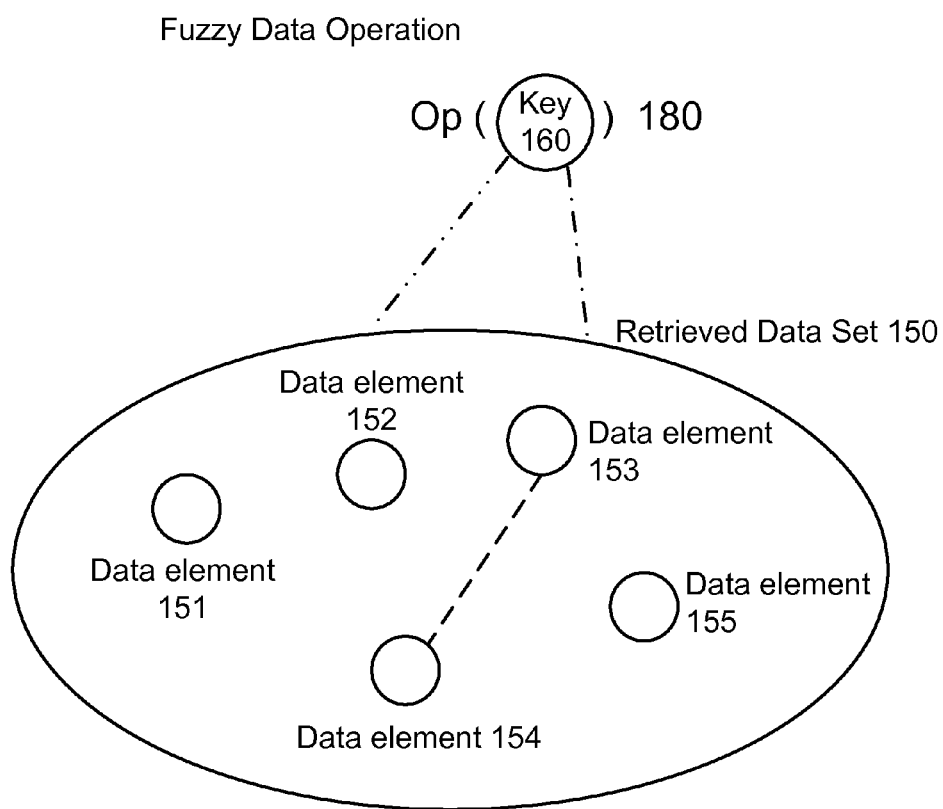 Fuzzy Data Operation
Op ( Key 160 ) 180
Retrieved Data Set 150
Data element
152
Data element
153
Data element
151
Data element
155
Data element 154